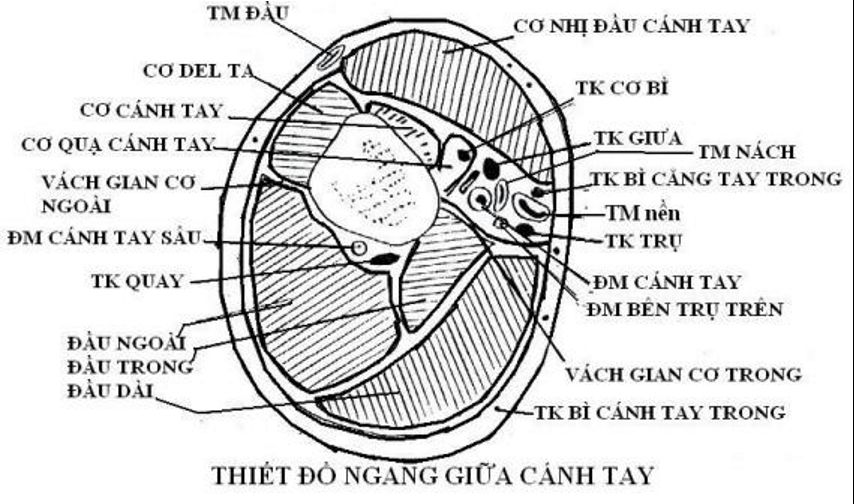 TM ĐẦU
CƠ DEL TA
CƠ CÁNH TAY
CƠ QUẠ CÁNH TAY
VÁCH GIAN CƠ
NGOÀI
ĐM CÁNH TAY SÂU
TK QUAY
ĐẦU NGOÀI
ĐẦU TRONG
ĐẦU DÀI
CƠ NHỊ ĐẦU CÁNH TAY
TK CƠ BÌ
TK GIƯA
TM NÁCH
TK BÌ CẲNG TAY TRONG
TM nền
TK TRỤ
ĐM CÁNH TAY
ĐM BÊN TRỤ TRÊN
VÁCH GIAN CƠ TRONG
TK BÌ CÁNH TAY TRONG
THIẾT ĐỒ NGANG GIỮA CÁNH TAY